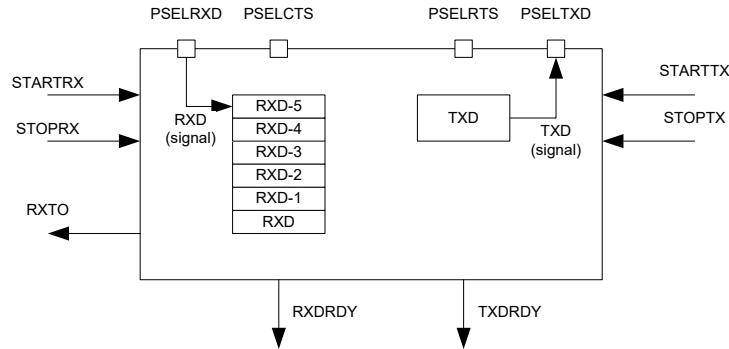 PSELRXD PSELCTS PSELRTS PSELTXD
STARTRX
STARTTX
RXD
(signal)
RXD-5
RXD-4
RXD-3
RXD-2
RXD-1
RXD
TXD
TXD
(signal)
STOPRX
STOPTX
RXTO
RXDRDY
TXDRDY